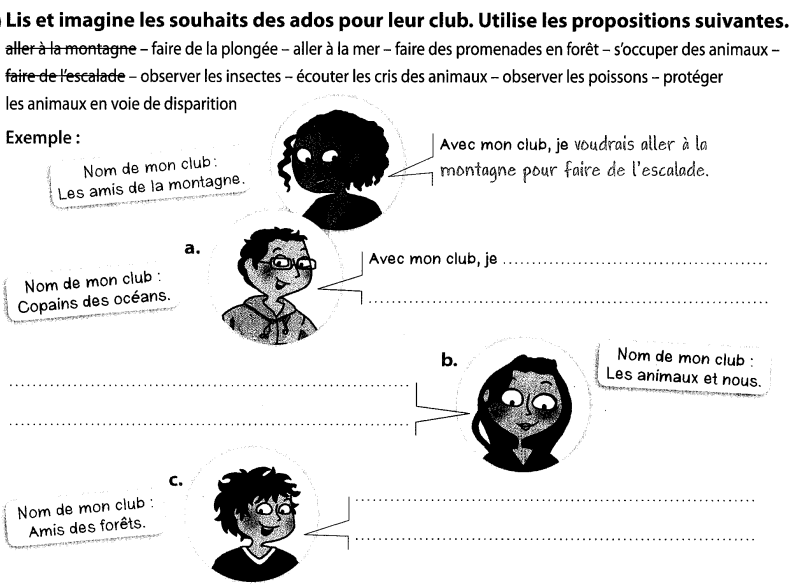 Lis et imagine les souhaits des ados pour leur club. Utilise les propositions suivantes.
aller à la montagne – faire de la plongée – aller à la mer – faire des promenades en forêt – s'occuper des animaux –
faire de l'escalade – observer les insectes – écouter les cris des animaux – observer les poissons – protéger
les animaux en voie de disparition
Exemple :
Nom de mon club :
Les amis de la montagne.
Avec mon club, je voudrais aller à la
montagne pour faire de l'escalade.
a.
Nom de mon club :
Copains des océans.
Avec mon club, je ........................................
........................................
b.
Nom de mon club :
Les animaux et nous.
........................................
........................................
c.
Nom de mon club :
Amis des forêts.
........................................
........................................